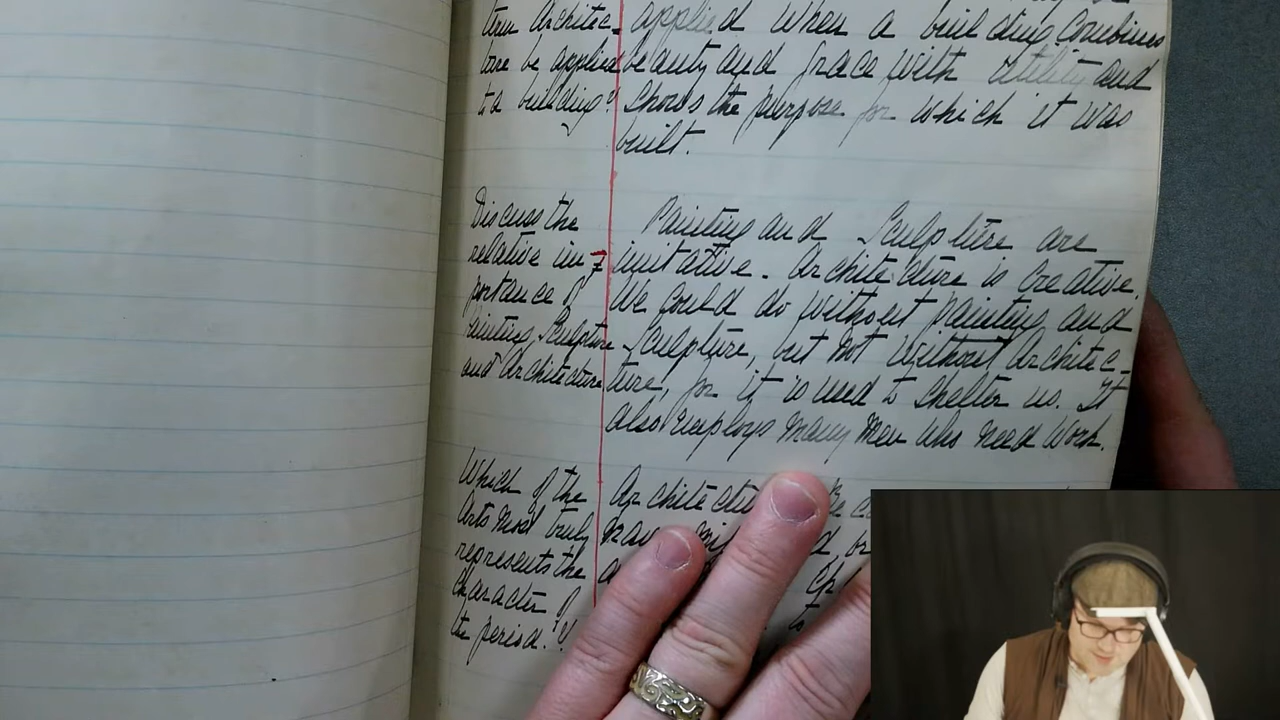 term Architec-
ture be applied
to a building?
applied when a building combines
beauty and grace with utility and
shows the purpose for which it was
built.
Discuss the
relative im-
portance of
Painting, Sculpture
and Architecture
Painting and Sculpture are
imitative. Architecture is Creative.
We could do without painting and
Sculpture, but not without Architec-
ture, for it is used to shelter us. It
also employs many men who need work.
Which of the
Arts most truly
represents the
character of
the period?
Architectu